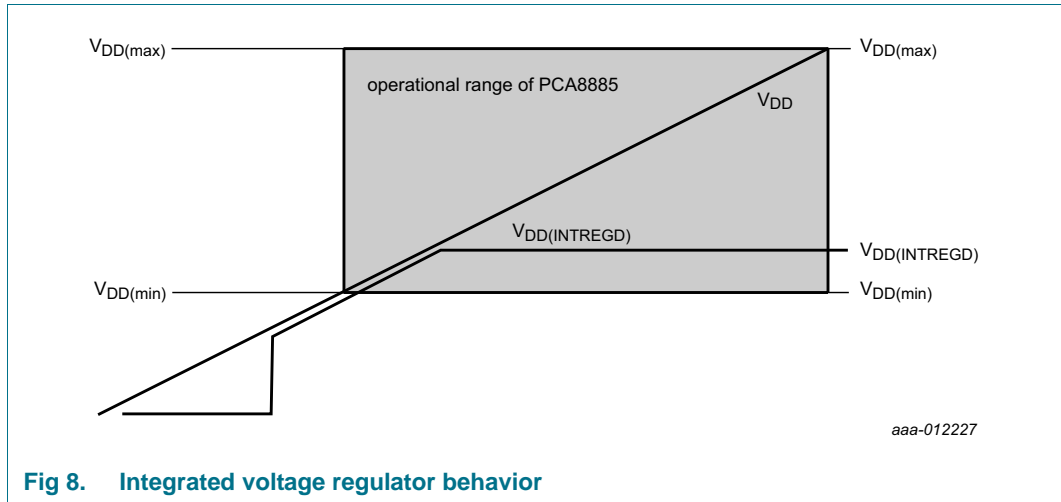 VDD(max)
VDD(max)
operational range of PCA8885
VDD
VDD(INTREGD)
VDD(INTREGD)
VDD(min)
VDD(min)
aaa-012227
Fig 8. Integrated voltage regulator behavior